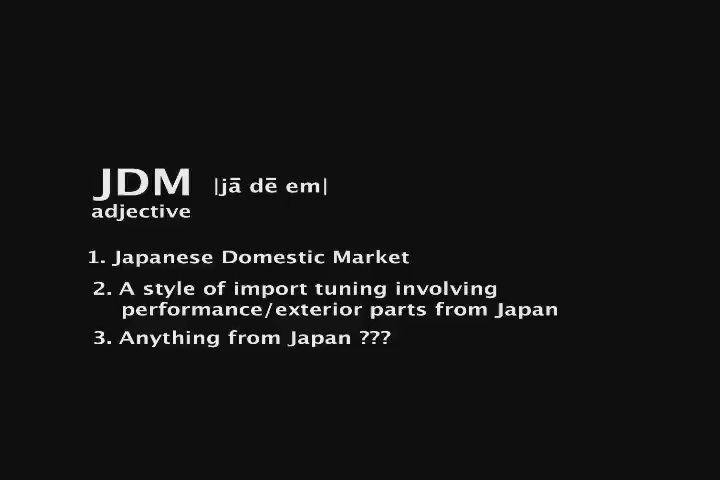 JDM |jā dē em|
adjective
1. Japanese Domestic Market
2. A style of import tuning involving
performance/exterior parts from Japan
3. Anything from Japan ???